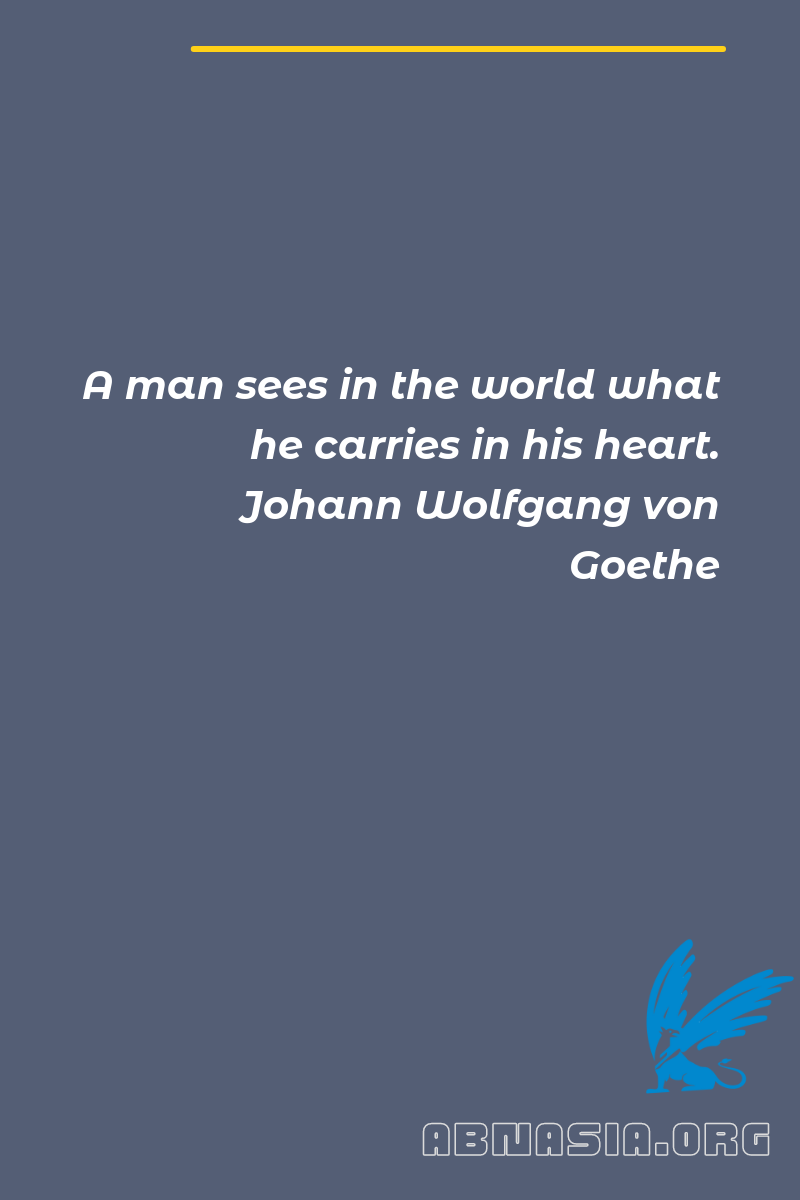 A man sees in the world what
he carries in his heart.
Johann Wolfgang von
Goethe
ABNASIA.ORG